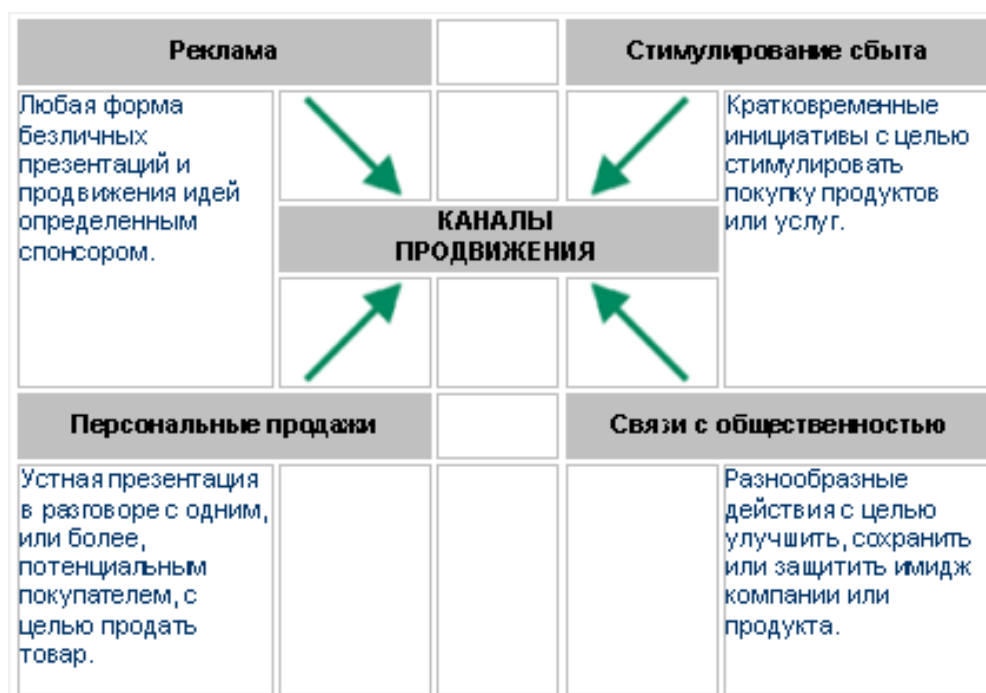 Реклама
Стимулирование сбыта
Любая форма
безличных
презентаций и
продвижения идей
определенным
спонсором.
Кратковременные
инициативы с целью
стимулировать
покупку продуктов
или услуг.
КАНАЛЫ
ПРОДВИЖЕНИЯ
Персональные продажи
Связи с общественностью
Устная презентация
в разговоре с одним,
или более,
потенциальным
покупателем, с
целью продать
товар.
Разнообразные
действия с целью
улучшить, сохранить
или защитить имидж
компании или
продукта.